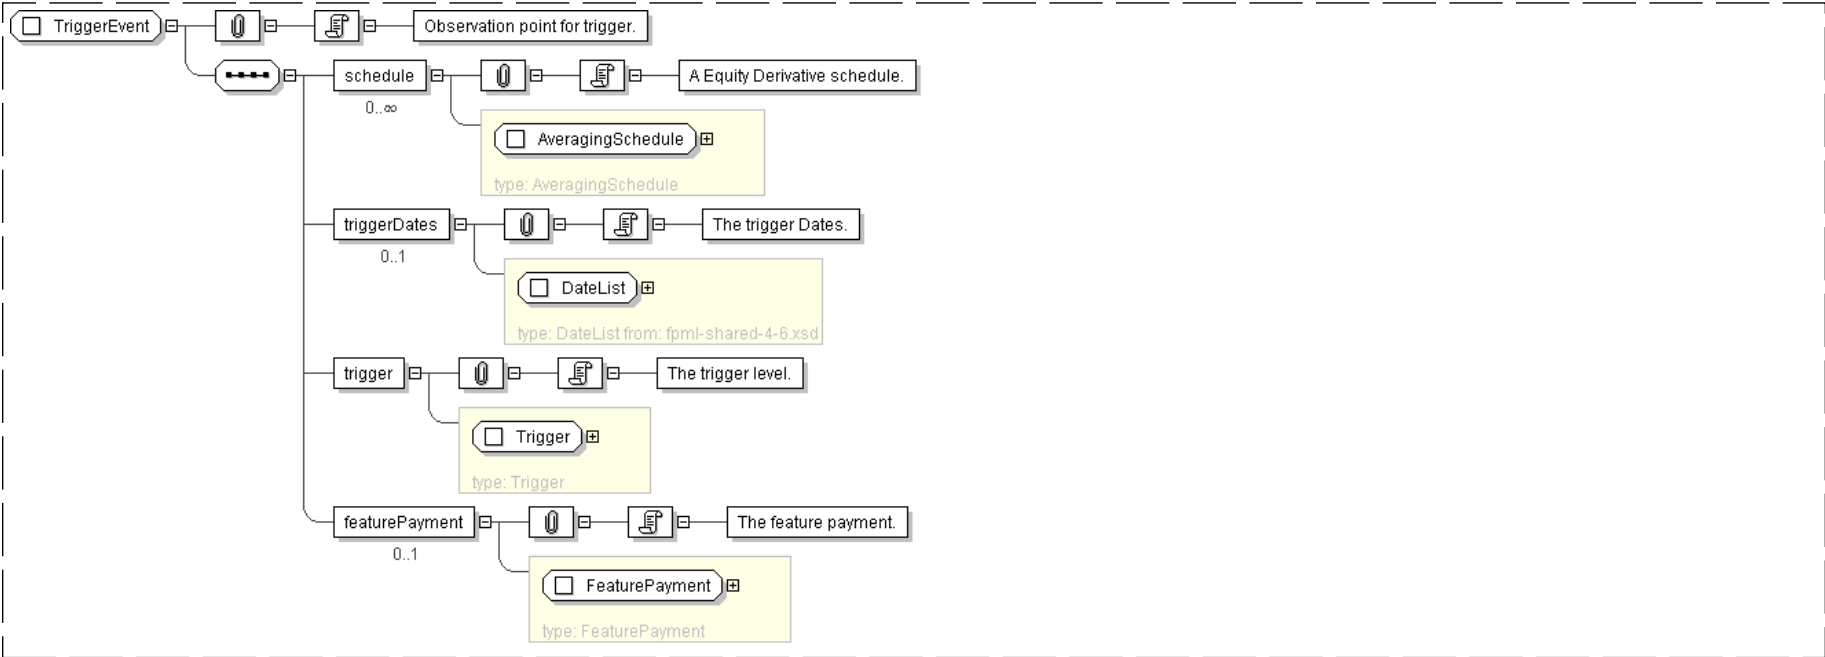 TriggerEvent Observation point for trigger.
schedule A Equity Derivative schedule.
0..∞
AveragingSchedule
type: AveragingSchedule
triggerDates The trigger Dates.
0..1
DateList
type: DateList from: fpml-shared-4-6.xsd
trigger The trigger level.
Trigger
type: Trigger
featurePayment The feature payment.
0..1
FeaturePayment
type: FeaturePayment